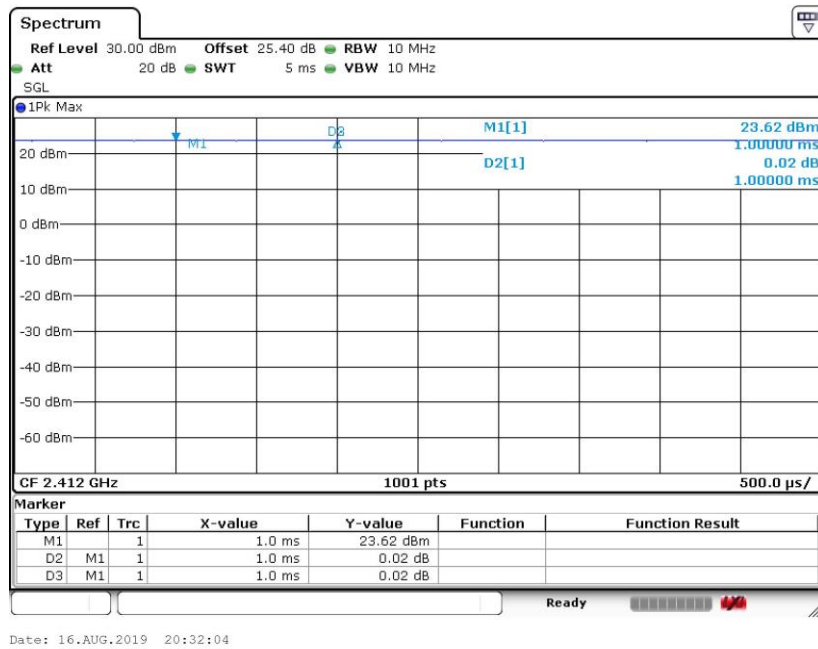 Spectrum
Ref Level 30.00 dBm Offset 25.40 dB RBW 10 MHz
Att 20 dB SWT 5 ms VBW 10 MHz
SGL
1Pk Max
M1[1] 23.62 dBm
1.00000 ms
D2[1] 0.02 dB
1.00000 ms
M1
20 dBm
10 dBm
0 dBm
-10 dBm
-20 dBm
-30 dBm
-40 dBm
-50 dBm
-60 dBm
CF 2.412 GHz 1001 pts 500.0 µs/
Marker
Type Ref Trc X-value Y-value Function Function Result
M1 1 1.0 ms 23.62 dBm
D2 M1 1 1.0 ms 0.02 dB
D3 M1 1 1.0 ms 0.02 dB
Ready
Date: 16.AUG.2019 20:32:04